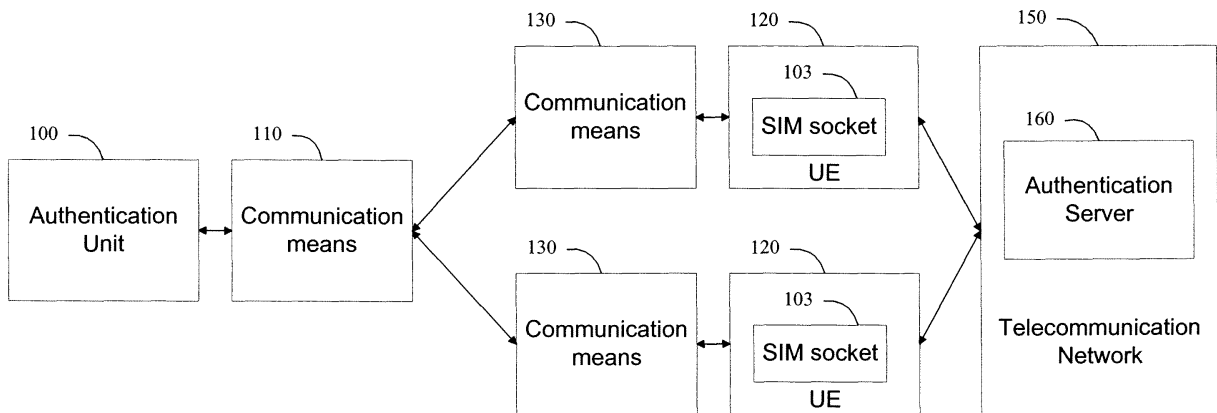 100
Authentication
Unit
110
Communication
means
130
Communication
means
120
103
SIM socket
UE
130
Communication
means
120
103
SIM socket
UE
150
160
Authentication
Server
Telecommunication
Network